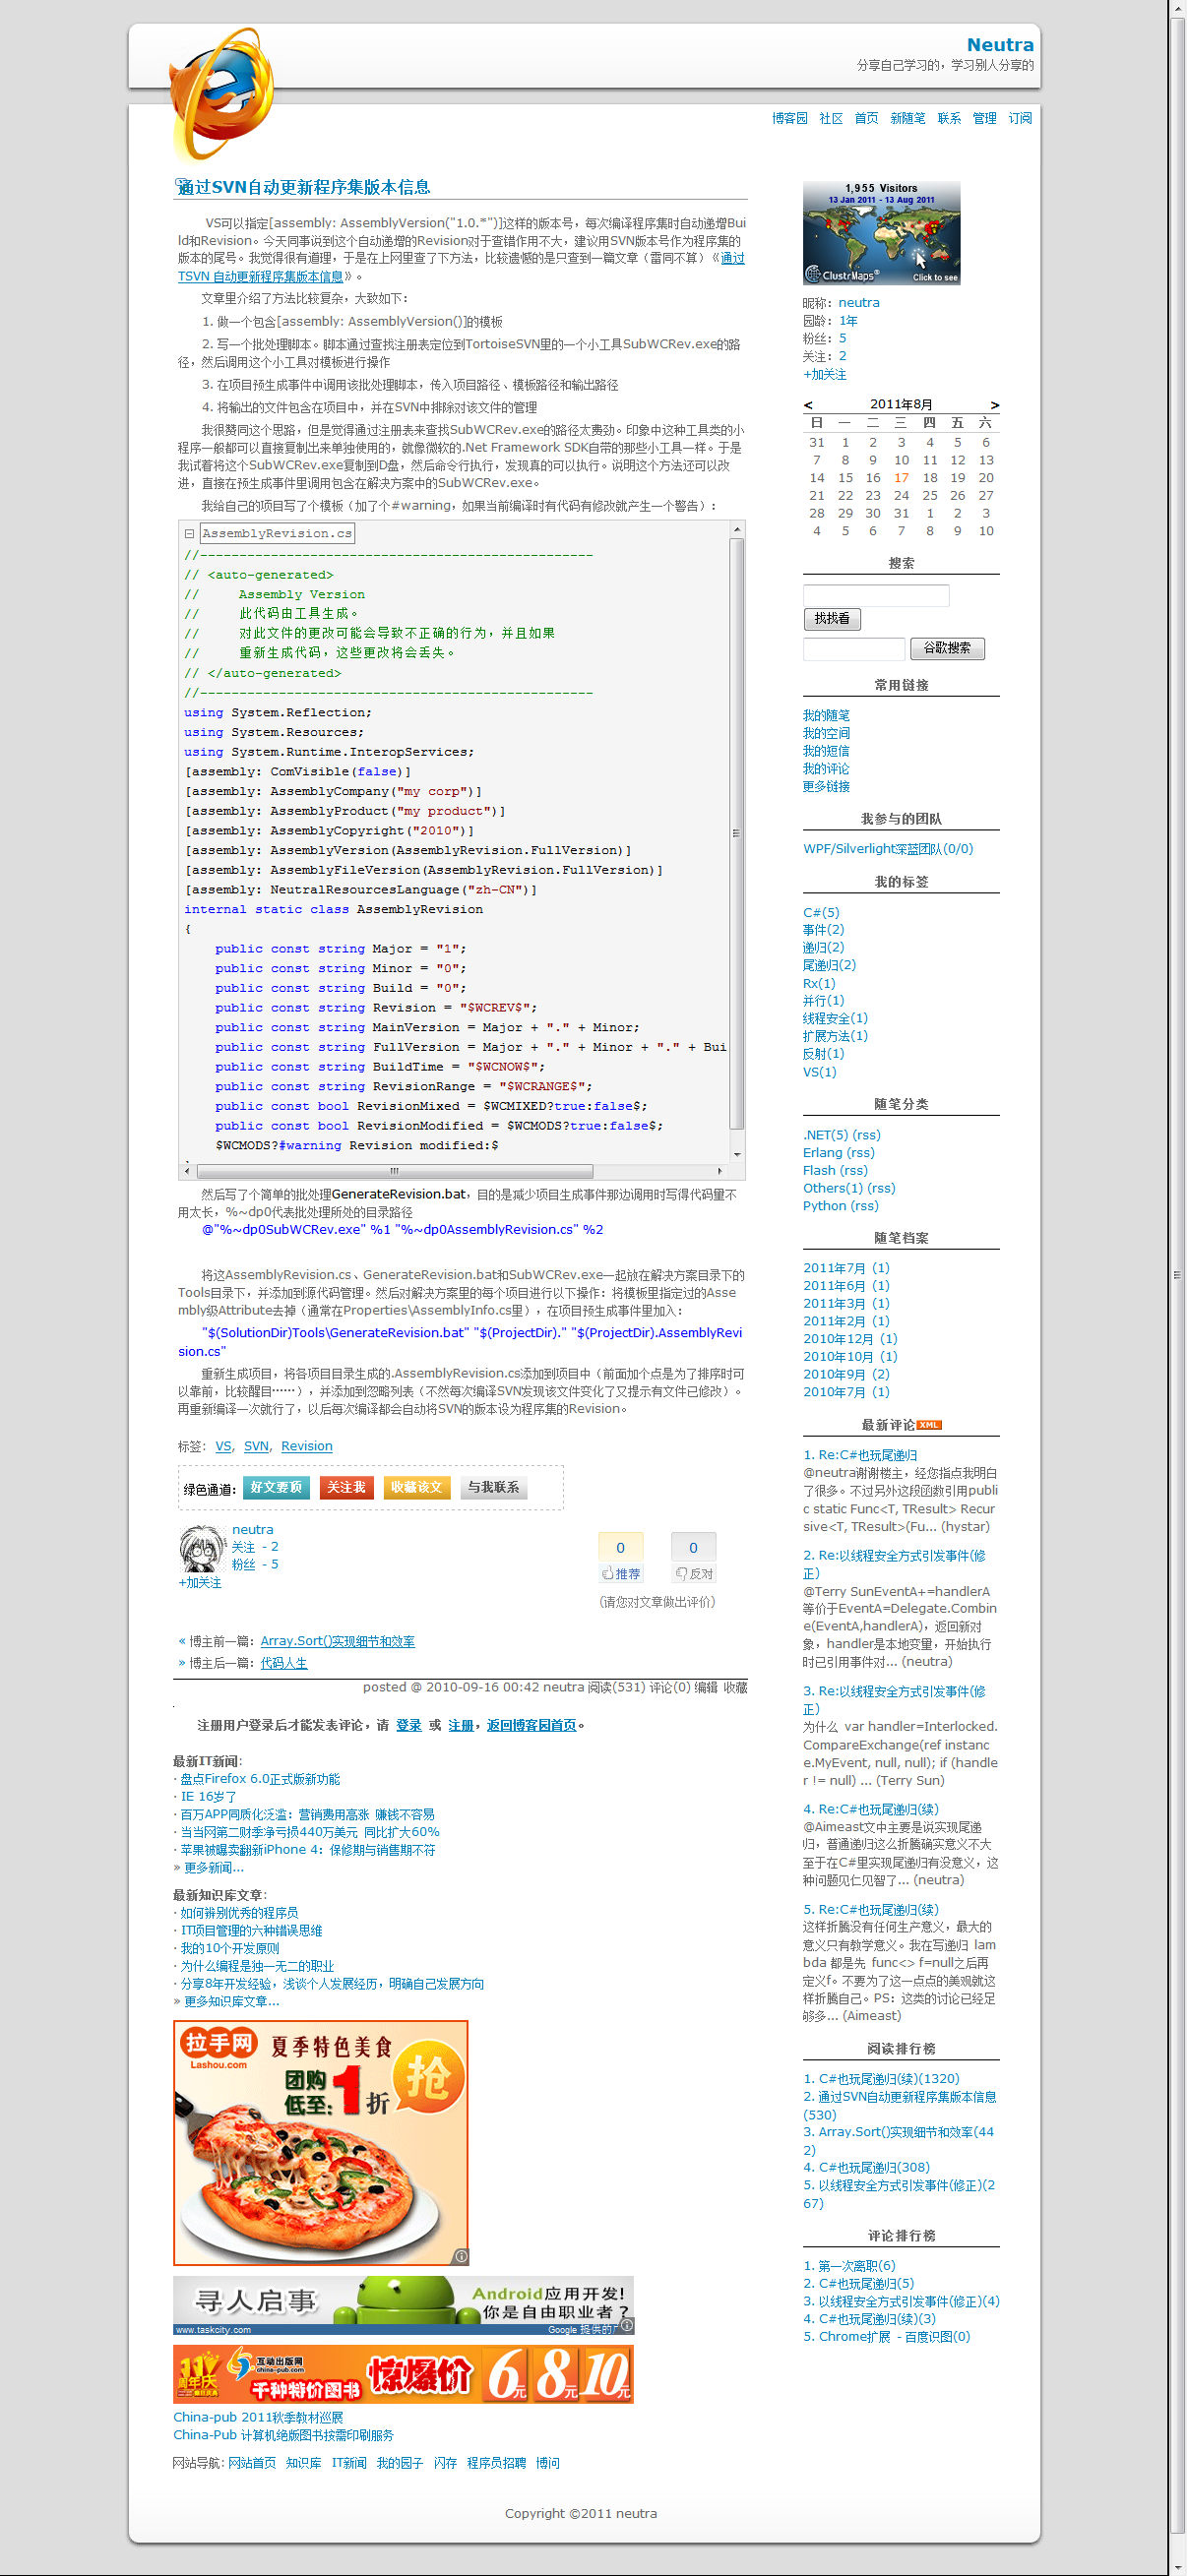 Neutra
分享自己学习的，学习别人分享的
博客园 社区 首页 新随笔 联系 管理 订阅
通过SVN自动更新程序集版本信息
VS可以指定[assembly: AssemblyVersion("1.0.*")]这样的版本号，每次编译程序集时自动递增Bui
ld和Revision。今天同事说到这个自动递增的Revision对于查错作用不大，建议用SVN版本号作为程序集的
版本的尾号。我觉得很有道理，于是在上网里查了下方法，比较遗憾的是只查到一篇文章（雷同不算）《通过
TSVN 自动更新程序集版本信息》。
文章里介绍了方法比较复杂，大致如下：
1. 做一个包含[assembly: AssemblyVersion()]的模板
2. 写一个批处理脚本。脚本通过查找注册表定位到TortoiseSVN里的一个小工具SubWCRev.exe的路
径，然后调用这个小工具对模板进行操作
3. 在项目预生成事件中调用该批处理脚本，传入项目路径、模板路径和输出路径
4. 将输出的文件包含在项目中，并在SVN中排除对该文件的管理
我很赞同这个思路，但是觉得通过注册表来查找SubWCRev.exe的路径太费劲。印象中这种工具类的小
程序一般都可以直接复制出来单独使用的，就像微软的.Net Framework SDK自带的那些小工具一样。于是
我试着将这个SubWCRev.exe复制到D盘，然后命令行执行，发现真的可以执行。说明这个方法还可以改
进，直接在预生成事件里调用包含在解决方案中的SubWCRev.exe。
我给自己的项目写了个模板（加了个#warning，如果当前编译时有代码有修改就产生一个警告）：
AssemblyRevision.cs
//--------------------------------------------------
// <auto-generated>
// Assembly Version
// 此代码由工具生成。
// 对此文件的更改可能会导致不正确的行为，并且如果
// 重新生成代码，这些更改将会丢失。
// </auto-generated>
//--------------------------------------------------
using System.Reflection;
using System.Resources;
using System.Runtime.InteropServices;
[assembly: ComVisible(false)]
[assembly: AssemblyCompany("my corp")]
[assembly: AssemblyProduct("my product")]
[assembly: AssemblyCopyright("2010")]
[assembly: AssemblyVersion(AssemblyRevision.FullVersion)]
[assembly: AssemblyFileVersion(AssemblyRevision.FullVersion)]
[assembly: NeutralResourcesLanguage("zh-CN")]
internal static class AssemblyRevision
{
public const string Major = "1";
public const string Minor = "0";
public const string Build = "0";
public const string Revision = "$WCREV$";
public const string MainVersion = Major + "." + Minor;
public const string FullVersion = Major + "." + Minor + "." + Bui
public const string BuildTime = "$WCNOW$";
public const string RevisionRange = "$WCRANGE$";
public const bool RevisionMixed = $WCMIXED?true:false$;
public const bool RevisionModified = $WCMODS?true:false$;
$WCMODS?#warning Revision modified:$
然后写了个简单的批处理GenerateRevision.bat，目的是减少项目生成事件那边调用时写得代码量不
用太长，%~dp0代表批处理所处的目录路径
@"%~dp0SubWCRev.exe" %1 "%~dp0AssemblyRevision.cs" %2
将这AssemblyRevision.cs、GenerateRevision.bat和SubWCRev.exe一起放在解决方案目录下的
Tools目录下，并添加到源代码管理。然后对解决方案里的每个项目进行以下操作：将模板里指定过的Asse
mbly级Attribute去掉（通常在Properties\AssemblyInfo.cs里），在项目预生成事件里加入：
"$(SolutionDir)Tools\GenerateRevision.bat" "$(ProjectDir)." "$(ProjectDir).AssemblyRevi
sion.cs"
重新生成项目，将各项目目录生成的.AssemblyRevision.cs添加到项目中（前面加个点是为了排序时可
以靠前，比较醒目……），并添加到忽略列表（不然每次编译SVN发现该文件变化了又提示有文件已修改）。
再重新编译一次就行了，以后每次编译都会自动将SVN的版本设为程序集的Revision。
标签: VS, SVN, Revision
绿色通道: 好文要顶 关注我 收藏该文 与我联系
neutra
关注 - 2
粉丝 - 5
+加关注
0 0
推荐 反对
(请您对文章做出评价)
« 博主前一篇：Array.Sort()实现细节和效率
» 博主后一篇：代码人生
posted @ 2010-09-16 00:42 neutra 阅读(531) 评论(0) 编辑 收藏
注册用户登录后才能发表评论，请 登录 或 注册，返回博客园首页。
最新IT新闻:
· 盘点Firefox 6.0正式版新功能
· IE 16岁了
· 百万APP同质化泛滥：营销费用高涨 赚钱不容易
· 当当网第二财季净亏损440万美元 同比扩大60%
· 苹果被曝卖翻新iPhone 4：保修期与销售期不符
» 更多新闻...
最新知识库文章:
· 如何辨别优秀的程序员
· IT项目管理的六种错误思维
· 我的10个开发原则
· 为什么编程是独一无二的职业
· 分享8年开发经验，浅谈个人发展经历，明确自己发展方向
» 更多知识库文章...
拉手网
Lashou.com
夏季特色美食
团购
低至: 1折
抢
寻人启事
Android应用开发!
你是自由职业者？
www.taskcity.com
Google 提供的广
11周年庆
互动出版网
china-pub.com
千种特价图书
惊爆价 6元 8元 10元
China-pub 2011秋季教材巡展
China-Pub 计算机绝版图书按需印刷服务
网站导航: 网站首页 知识库 IT新闻 我的园子 闪存 程序员招聘 博问
Copyright ©2011 neutra
1,955 Visitors
13 Jan 2011 - 13 Aug 2011
ClustrMaps®
Click to see
昵称：neutra
园龄：1年
粉丝：5
关注：2
+加关注
< 2011年8月 >
日 一 二 三 四 五 六
31 1 2 3 4 5 6
7 8 9 10 11 12 13
14 15 16 17 18 19 20
21 22 23 24 25 26 27
28 29 30 31 1 2 3
4 5 6 7 8 9 10
搜索
找找看
谷歌搜索
常用链接
我的随笔
我的空间
我的短信
我的评论
更多链接
我参与的团队
WPF/Silverlight深蓝团队(0/0)
我的标签
C#(5)
事件(2)
递归(2)
尾递归(2)
Rx(1)
并行(1)
线程安全(1)
扩展方法(1)
反射(1)
VS(1)
随笔分类
.NET(5) (rss)
Erlang (rss)
Flash (rss)
Others(1) (rss)
Python (rss)
随笔档案
2011年7月 (1)
2011年6月 (1)
2011年3月 (1)
2011年2月 (1)
2010年12月 (1)
2010年10月 (1)
2010年9月 (2)
2010年7月 (1)
最新评论 XML
1. Re:C#也玩尾递归
@neutra谢谢楼主，经您指点我明白
了很多。不过另外这段函数引用publi
c static Func<T, TResult> Recur
sive<T, TResult>(Fu... (hystar)
2. Re:以线程安全方式引发事件(修
正)
@Terry SunEventA+=handlerA
等价于EventA=Delegate.Combin
e(EventA,handlerA)，返回新对
象，handler是本地变量，开始执行
时已引用事件对... (neutra)
3. Re:以线程安全方式引发事件(修
正)
为什么 var handler=Interlocked.
CompareExchange(ref instanc
e.MyEvent, null, null); if (handle
r != null) ... (Terry Sun)
4. Re:C#也玩尾递归(续)
@Aimeast文中主要是说实现尾递
归，普通递归这么折腾确实意义不大
至于在C#里实现尾递归有没意义，这
种问题见仁见智了... (neutra)
5. Re:C#也玩尾递归(续)
这样折腾没有任何生产意义，最大的
意义只有教学意义。我在写递归 lam
bda 都是先 func<> f=null之后再
定义f。不要为了这一点点的美观就这
样折腾自己。PS：这类的讨论已经足
够多... (Aimeast)
阅读排行榜
1. C#也玩尾递归(续)(1320)
2. 通过SVN自动更新程序集版本信息
(530)
3. Array.Sort()实现细节和效率(44
2)
4. C#也玩尾递归(308)
5. 以线程安全方式引发事件(修正)(2
67)
评论排行榜
1. 第一次离职(6)
2. C#也玩尾递归(5)
3. 以线程安全方式引发事件(修正)(4)
4. C#也玩尾递归(续)(3)
5. Chrome扩展 - 百度识图(0)